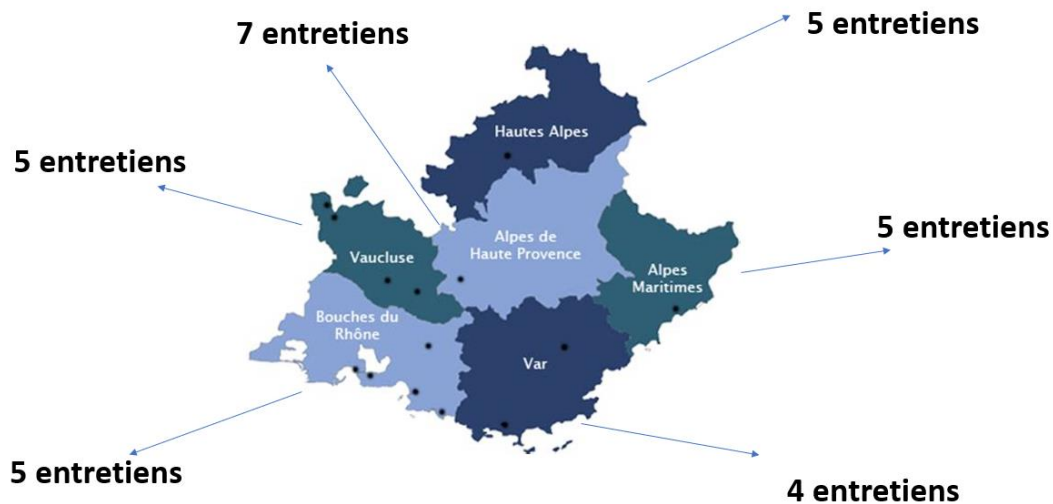 5 entretiens
7 entretiens
Hautes Alpes
5 entretiens
Alpes de
Haute Provence
5 entretiens
Vaucluse
Alpes
Maritimes
Bouches du
Rhône
Var
5 entretiens
4 entretiens